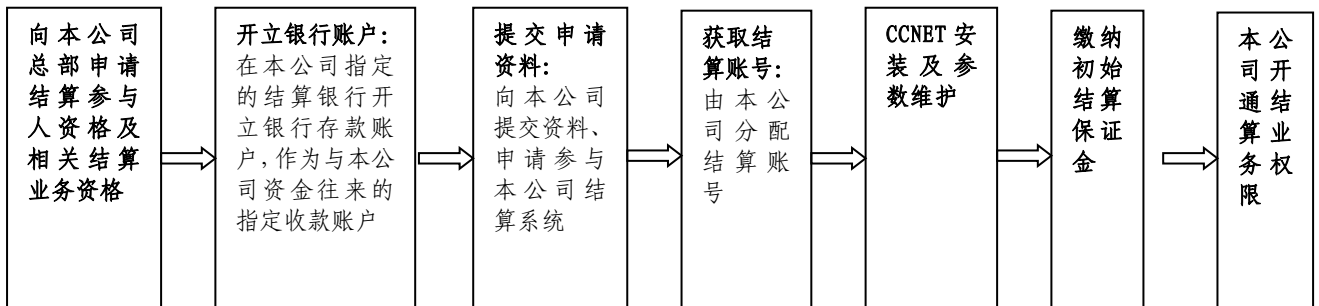 向本公司
总部申请
结算参与
人资格及
相关结算
业务资格
开立银行账户:
在本公司指定
的结算银行开
立银行存款账
户,作为与本公
司资金往来的
指定收款账户
提交申请
资料:
向本公司
提交资料、
申请参与
本公司结
算系统
获取结
算账号:
由本公
司分配
结算账
号
CCNET 安
装及参
数维护
缴纳
初始
结算
保证
金
本公
司开
通结
算业
务权
限